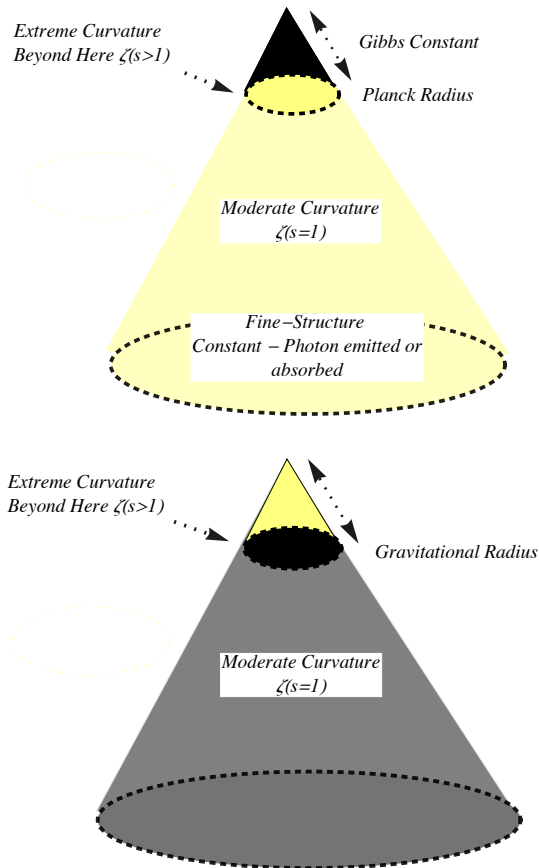 Extreme Curvature
Beyond Here ζ(s>1)
Gibbs Constant
Planck Radius
Moderate Curvature
ζ(s=1)
Fine−Structure
Constant − Photon emitted or
absorbed
Extreme Curvature
Beyond Here ζ(s>1)
Gravitational Radius
Moderate Curvature
ζ(s=1)